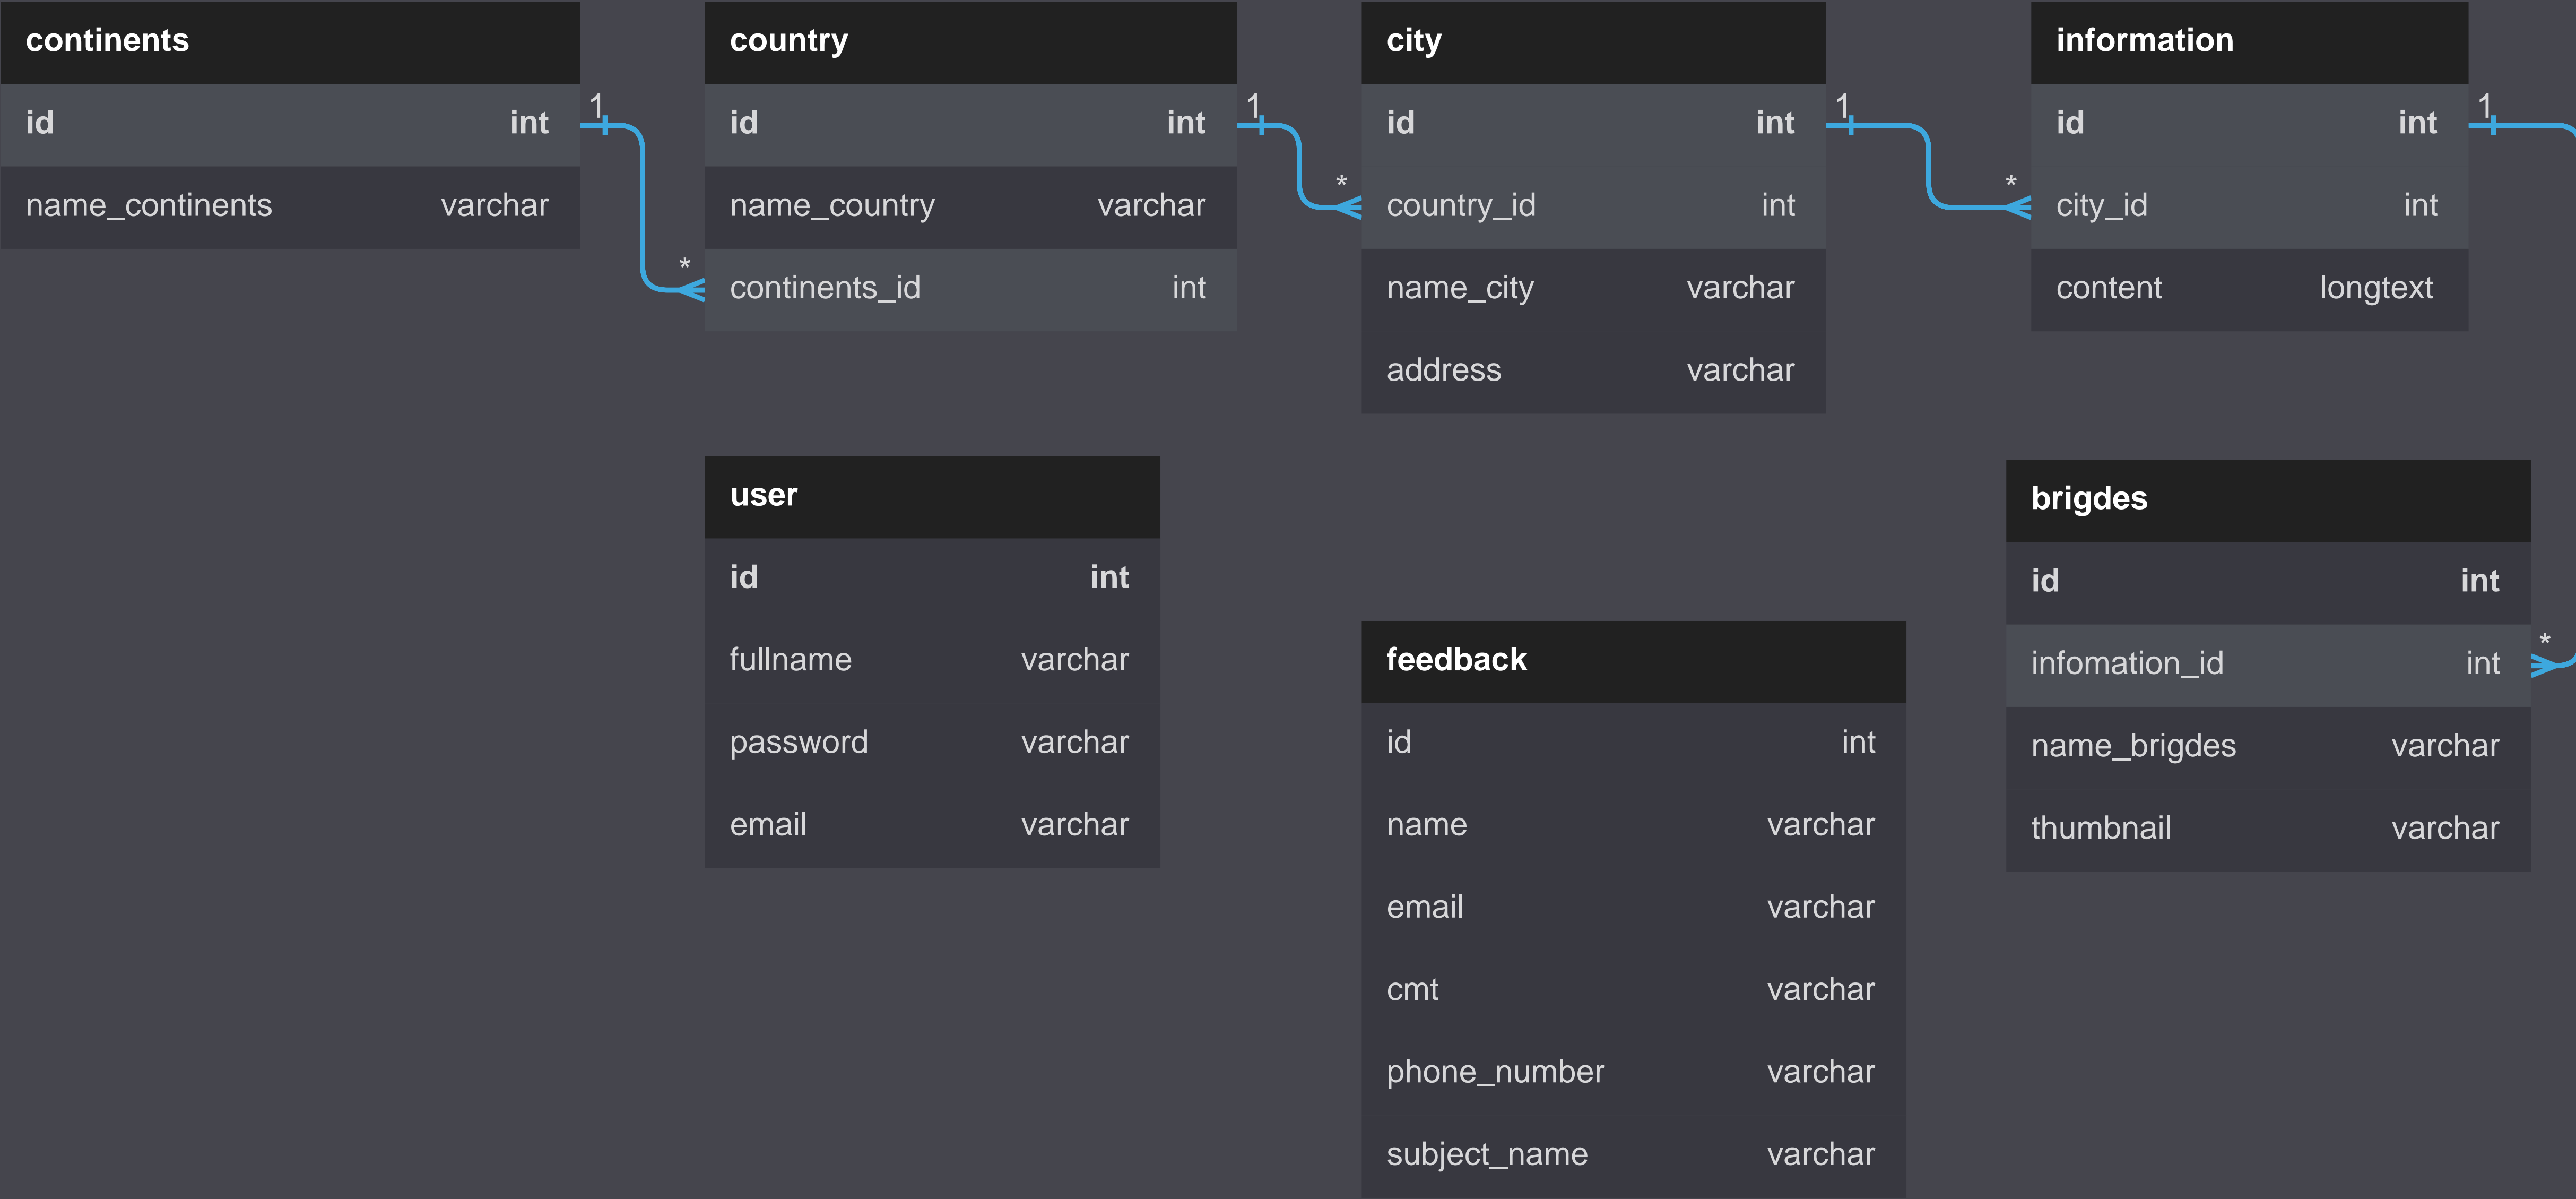 continents
id int
name_continents varchar
1
*
country
id int
name_country varchar
continents_id int
1
*
city
id int
country_id int
name_city varchar
address varchar
1
*
information
id int
city_id int
content longtext
1
*
user
id int
fullname varchar
password varchar
email varchar
feedback
id int
name varchar
email varchar
cmt varchar
phone_number varchar
subject_name varchar
brigdes
id int
infomation_id int
name_brigdes varchar
thumbnail varchar